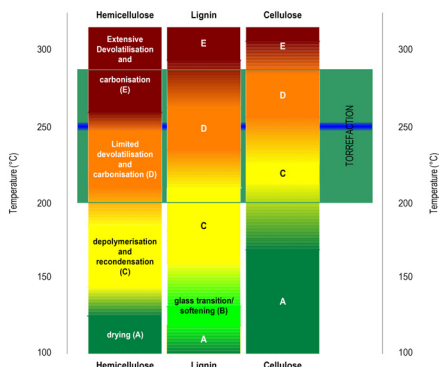 Hemicellulose Lignin Cellulose
Extensive
Devolatilisation
and
carbonisation
(E)
E
E
300
300
D
D
250
250
TORREFACTION
Limited
devolatilisation
and
carbonisation (D)
C
200
200
C
depolymerisation
and
recondensation
(C)
150
150
glass transition/
softening (B)
A
drying (A)
A
100
100
Temperature (°C)
Temperature (°C)
Hemicellulose Lignin Cellulose